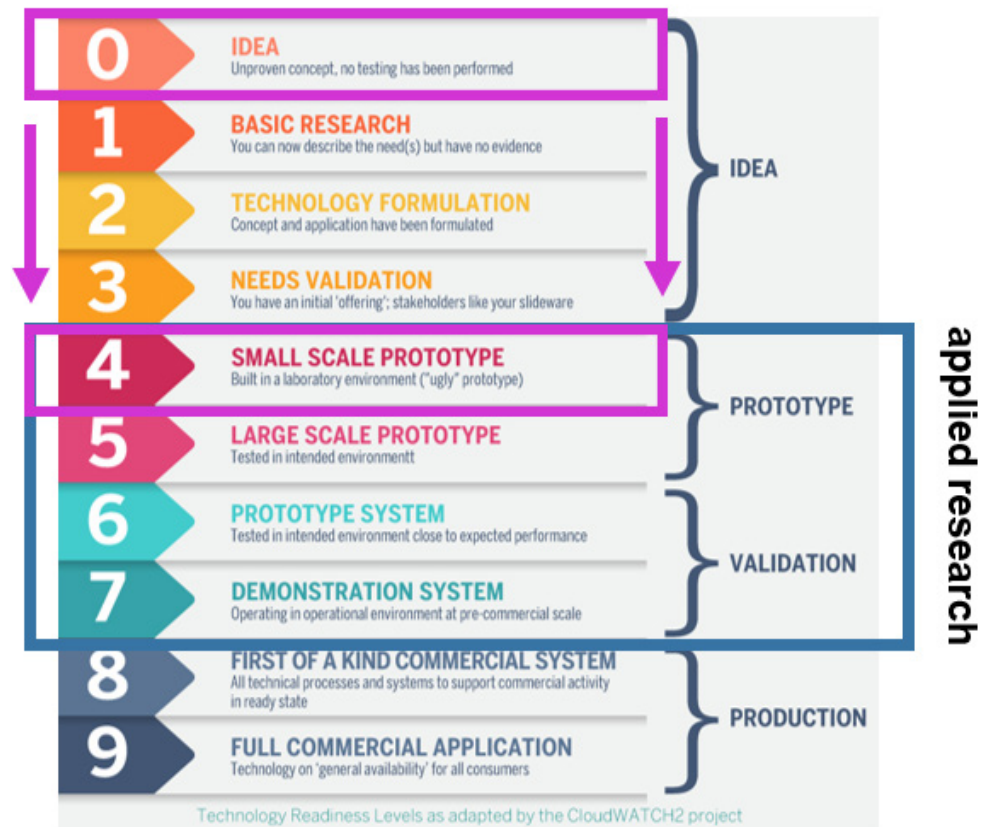 0
IDEA
Unproven concept, no testing has been performed
1
BASIC RESEARCH
You can now describe the need(s) but have no evidence
IDEA
2
TECHNOLOGY FORMULATION
Concept and application have been formulated
3
NEEDS VALIDATION
You have an initial 'offering'; stakeholders like your slideware
4
SMALL SCALE PROTOTYPE
Built in a laboratory environment ("ugly" prototype)
PROTOTYPE
5
LARGE SCALE PROTOTYPE
Tested in intended environmentt
6
PROTOTYPE SYSTEM
Tested in intended environment close to expected performance
VALIDATION
7
DEMONSTRATION SYSTEM
Operating in operational environment at pre-commercial scale
applied research
8
FIRST OF A KIND COMMERCIAL SYSTEM
All technical processes and systems to support commercial activity
in ready state
PRODUCTION
9
FULL COMMERCIAL APPLICATION
Technology on 'general availability' for all consumers
Technology Readiness Levels as adapted by the CloudWATCH2 project